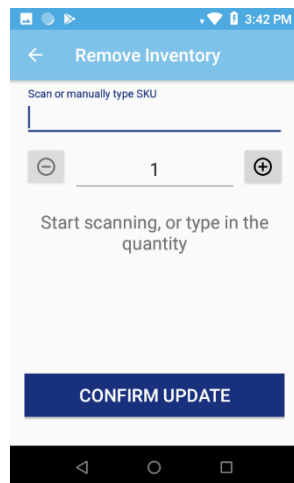 3:42 PM
Remove Inventory
Scan or manually type SKU
1
Start scanning, or type in the
quantity
CONFIRM UPDATE